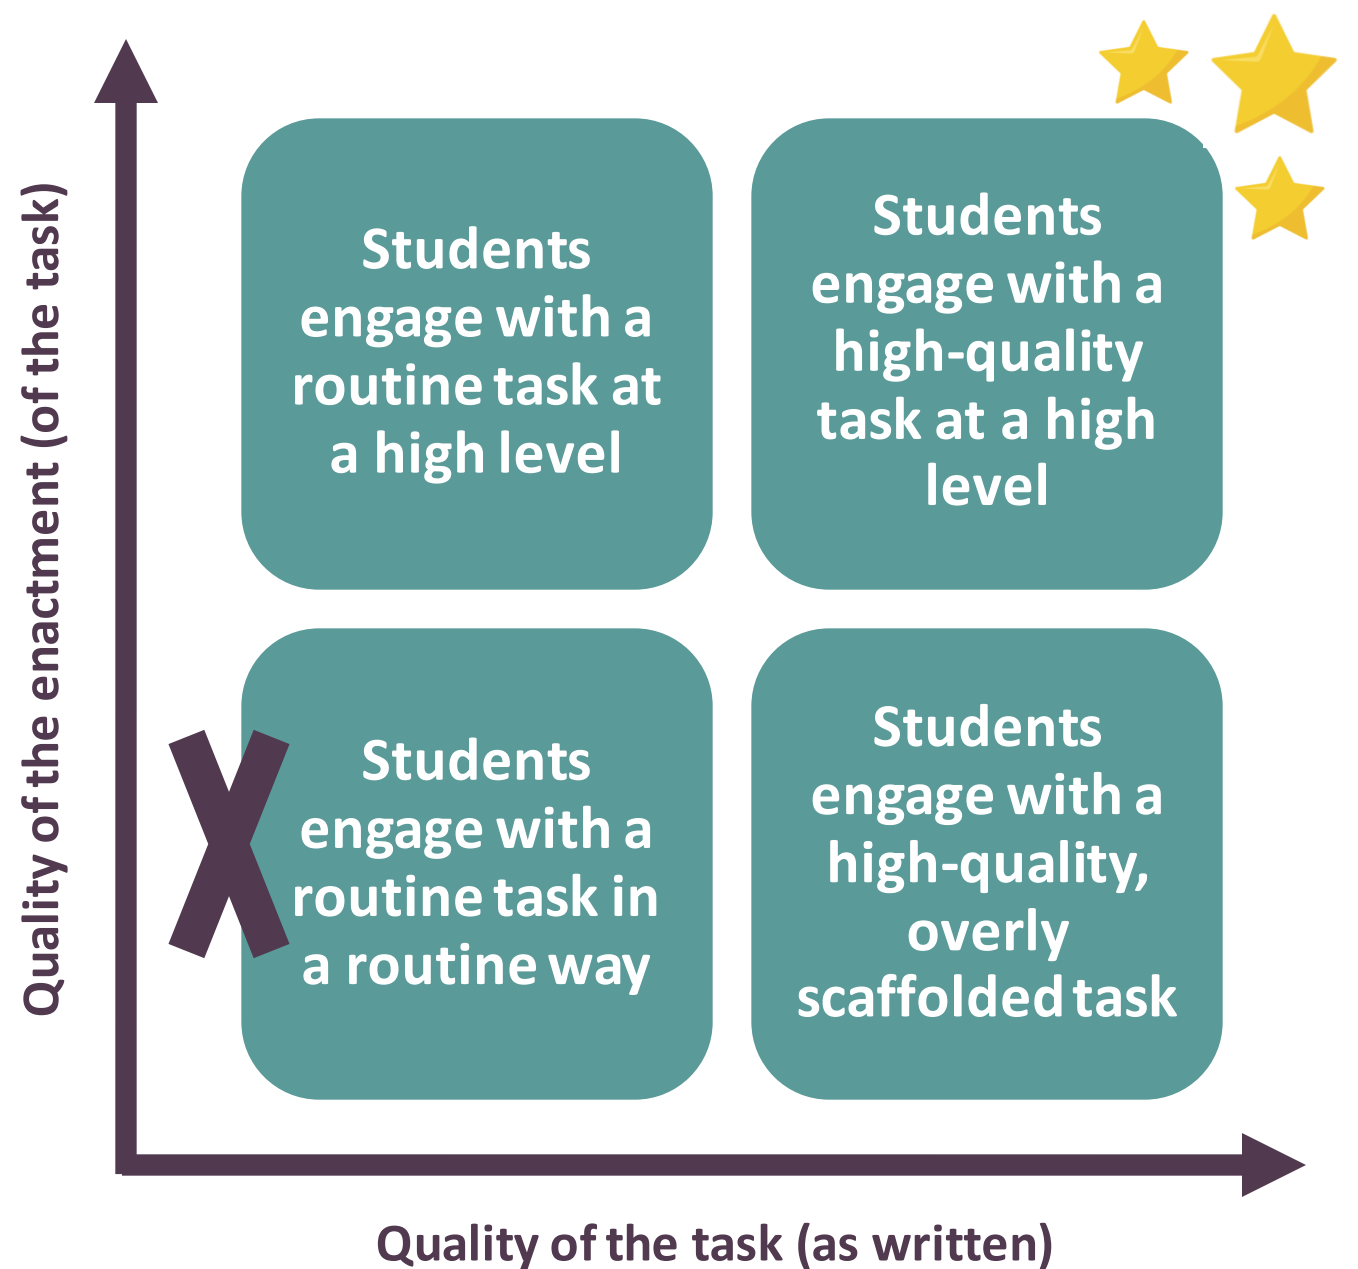 Quality of the enactment (of the task)
Students
engage with a
routine task at
a high level
Students
engage with a
high-quality
task at a high
level
Students
engage with a
routine task in
a routine way
Students
engage with a
high-quality,
overly
scaffolded task
Quality of the task (as written)